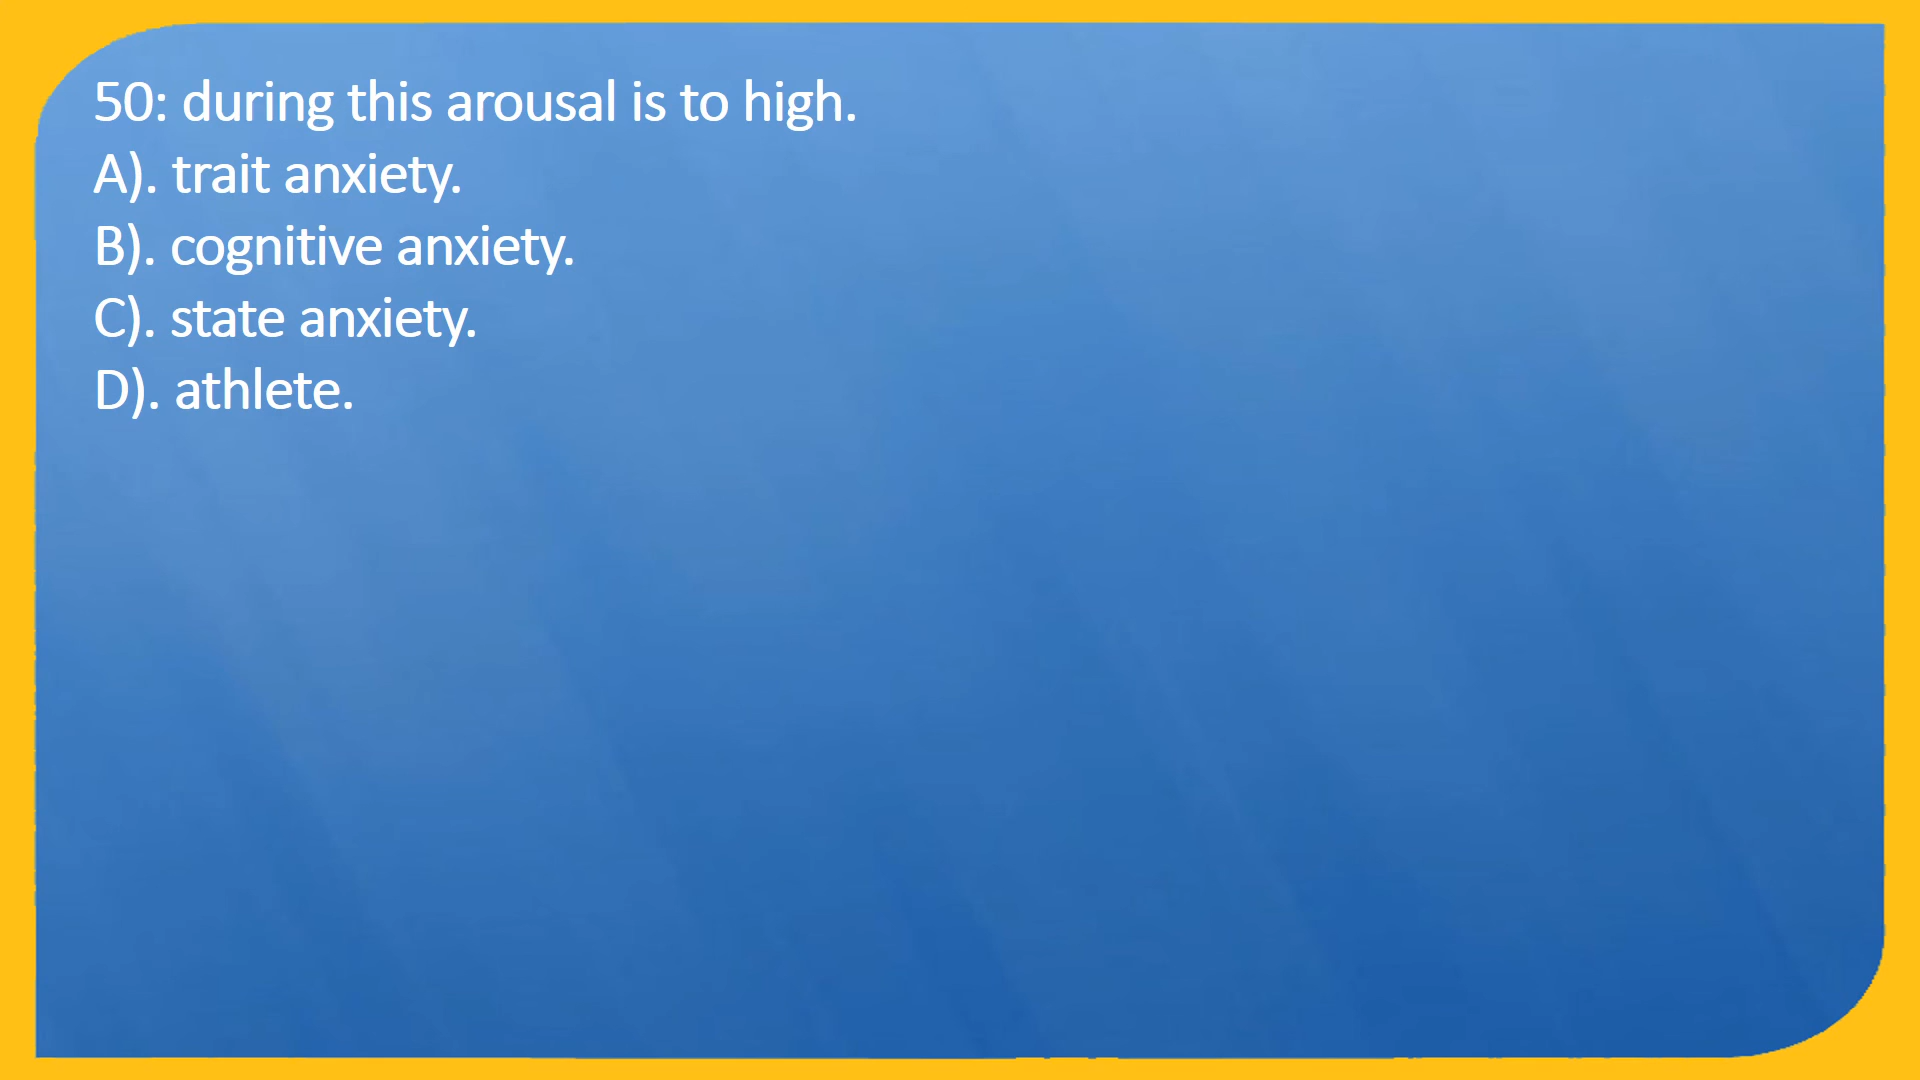 50: during this arousal is to high.
A). trait anxiety.
B). cognitive anxiety.
C). state anxiety.
D). athlete.